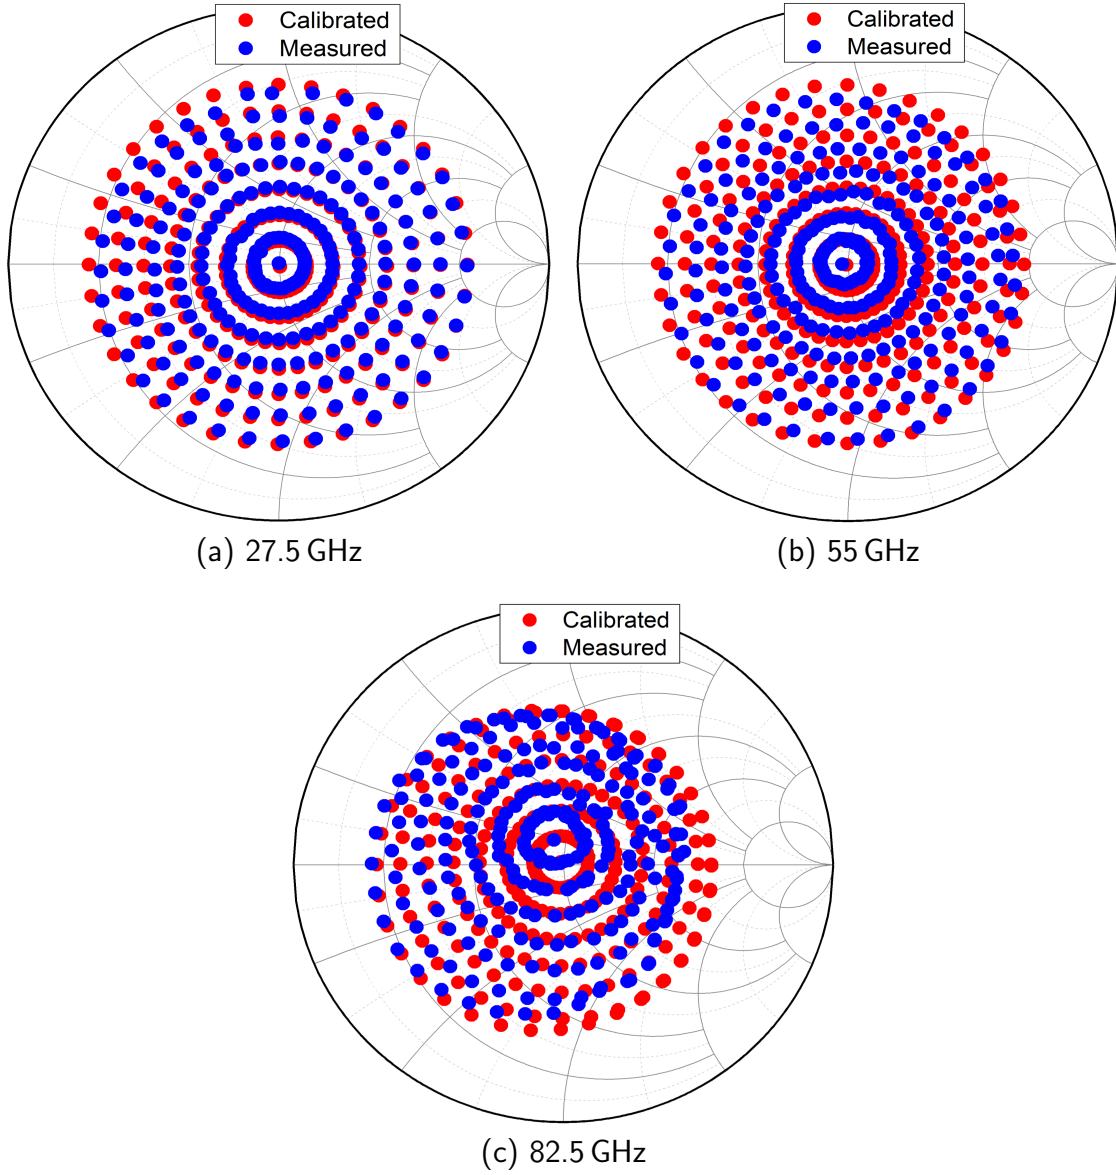 Calibrated
Measured
(a) 27.5 GHz
Calibrated
Measured
(b) 55 GHz
Calibrated
Measured
(c) 82.5 GHz